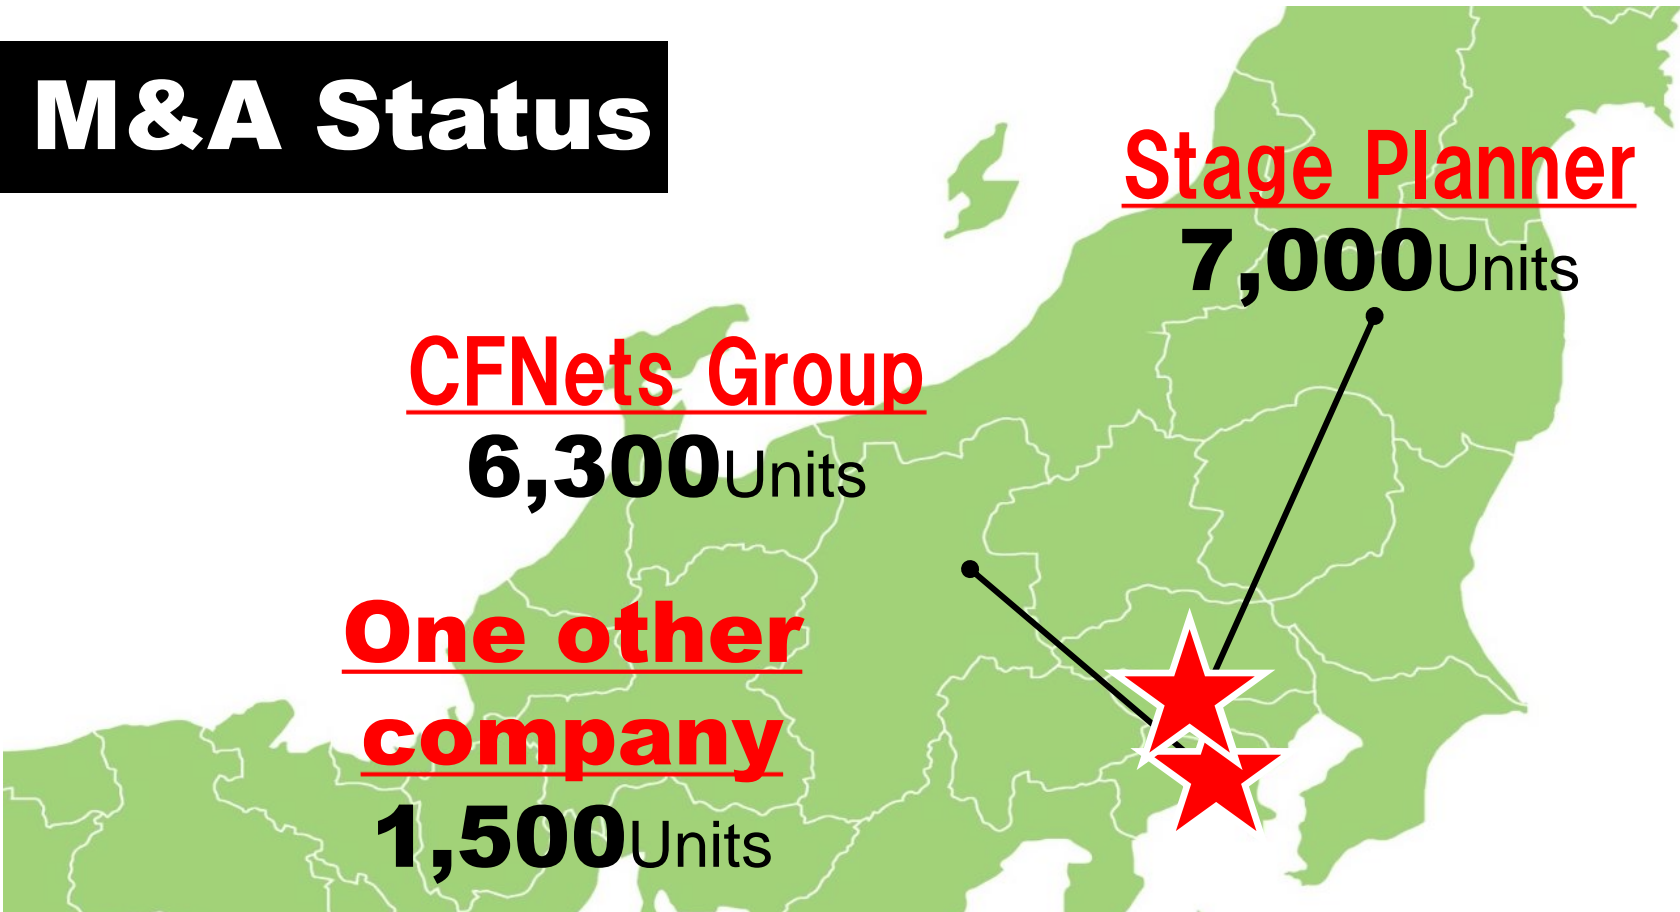 M&A Status
Stage Planner
7,000Units
CFNets Group
6,300Units
One other
company
1,500Units